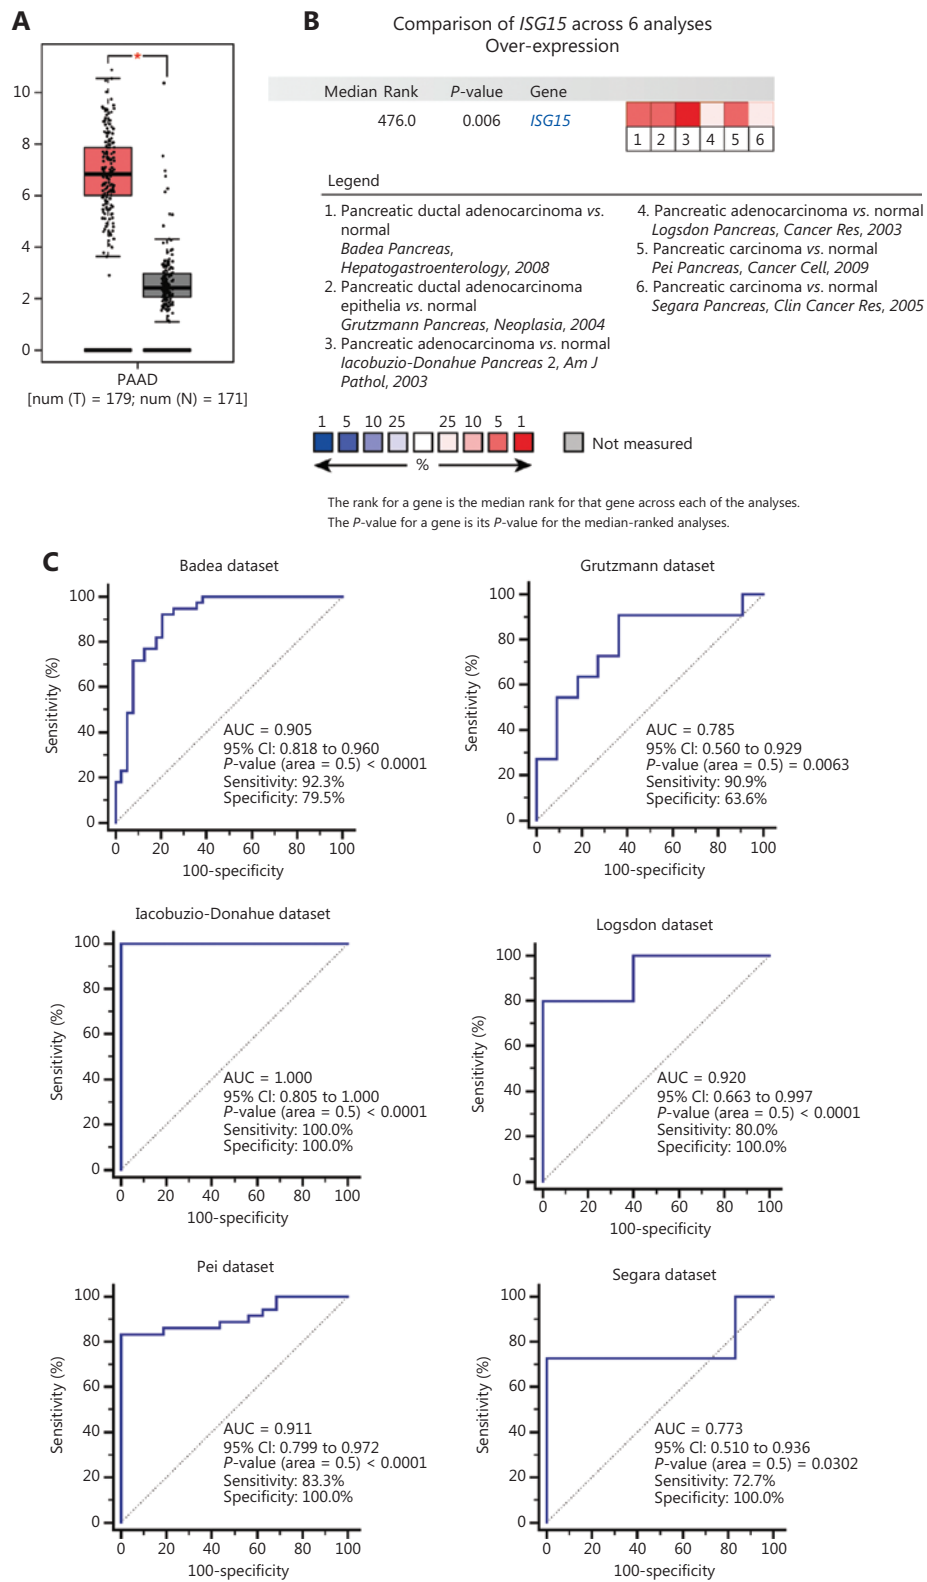 A
10
8
6
4
2
0
*
PAAD
[num (T) = 179; num (N) = 171]
B
Comparison of ISG15 across 6 analyses
Over-expression
Median Rank P-value Gene
476.0 0.006 ISG15
1 2 3 4 5 6
Legend
1. Pancreatic ductal adenocarcinoma vs.
normal
Badea Pancreas,
Hepatogastroenterology, 2008
2. Pancreatic ductal adenocarcinoma
epithelia vs. normal
Grutzmann Pancreas, Neoplasia, 2004
3. Pancreatic adenocarcinoma vs. normal
Iacobuzio-Donahue Pancreas 2, Am J
Pathol, 2003
4. Pancreatic adenocarcinoma vs. normal
Logsdon Pancreas, Cancer Res, 2003
5. Pancreatic carcinoma vs. normal
Pei Pancreas, Cancer Cell, 2009
6. Pancreatic carcinoma vs. normal
Segara Pancreas, Clin Cancer Res, 2005
1 5 10 25 25 10 5 1
%
Not measured
The rank for a gene is the median rank for that gene across each of the analyses.
The P-value for a gene is its P-value for the median-ranked analyses.
C
Badea dataset
Sensitivity (%)
100
80
60
40
20
0
AUC = 0.905
95% CI: 0.818 to 0.960
P-value (area = 0.5) < 0.0001
Sensitivity: 92.3%
Specificity: 79.5%
0 20 40 60 80 100
100-specificity
Grutzmann dataset
Sensitivity (%)
100
80
60
40
20
0
AUC = 0.785
95% CI: 0.560 to 0.929
P-value (area = 0.5) = 0.0063
Sensitivity: 90.9%
Specificity: 63.6%
0 20 40 60 80 100
100-specificity
Iacobuzio-Donahue dataset
Sensitivity (%)
100
80
60
40
20
0
AUC = 1.000
95% CI: 0.805 to 1.000
P-value (area = 0.5) < 0.0001
Sensitivity: 100.0%
Specificity: 100.0%
0 20 40 60 80 100
100-specificity
Logsdon dataset
Sensitivity (%)
100
80
60
40
20
0
AUC = 0.920
95% CI: 0.663 to 0.997
P-value (area = 0.5) < 0.0001
Sensitivity: 80.0%
Specificity: 100.0%
0 20 40 60 80 100
100-specificity
Pei dataset
Sensitivity (%)
100
80
60
40
20
0
AUC = 0.911
95% CI: 0.799 to 0.972
P-value (area = 0.5) < 0.0001
Sensitivity: 83.3%
Specificity: 100.0%
0 20 40 60 80 100
100-specificity
Segara dataset
Sensitivity (%)
100
80
60
40
20
0
AUC = 0.773
95% CI: 0.510 to 0.936
P-value (area = 0.5) = 0.0302
Sensitivity: 72.7%
Specificity: 100.0%
0 20 40 60 80 100
100-specificity